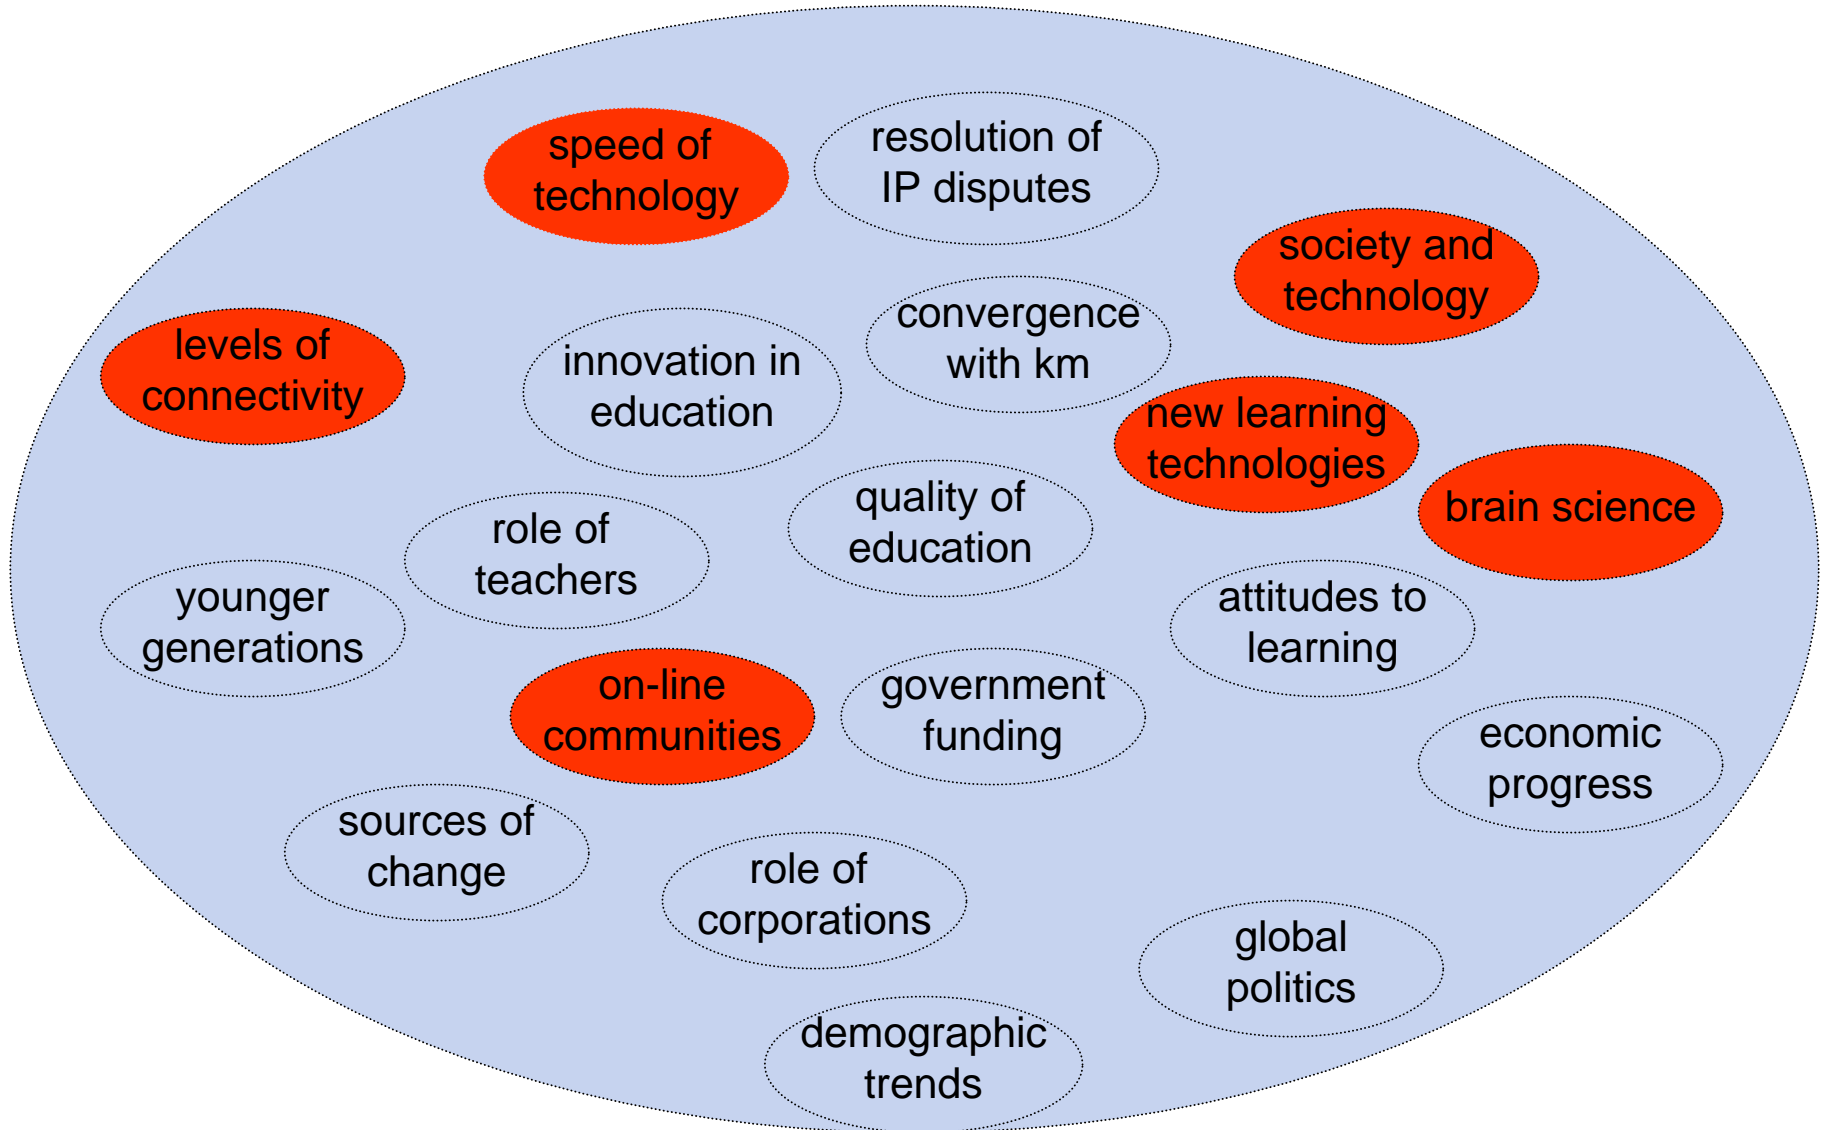 speed of
technology
resolution of
IP disputes
society and
technology
levels of
connectivity
innovation in
education
convergence
with km
new learning
technologies
brain science
role of
teachers
quality of
education
younger
generations
attitudes to
learning
on-line
communities
government
funding
economic
progress
sources of
change
role of
corporations
global
politics
demographic
trends